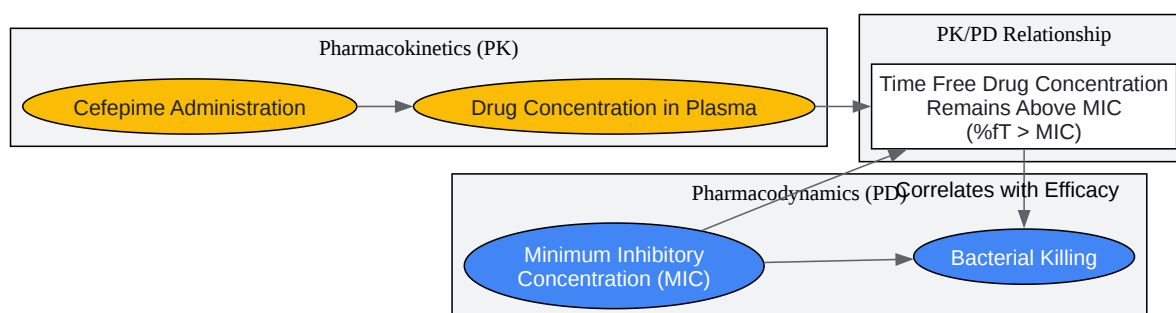 Pharmacokinetics (PK)
Cefepime Administration
Drug Concentration in Plasma
PK/PD Relationship
Time Free Drug Concentration
Remains Above MIC
(%fT > MIC)
Pharmacodynamics (PD)
Correlates with Efficacy
Minimum Inhibitory
Concentration (MIC)
Bacterial Killing